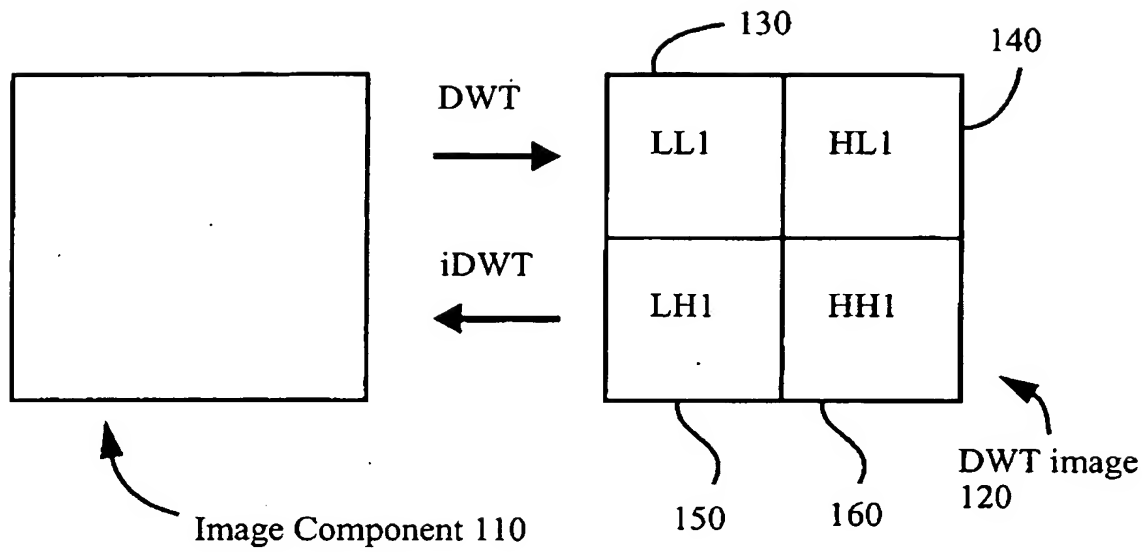 130
140
DWT
LL1
HL1
iDWT
LH1
HH1
DWT image
120
150
160
Image Component 110